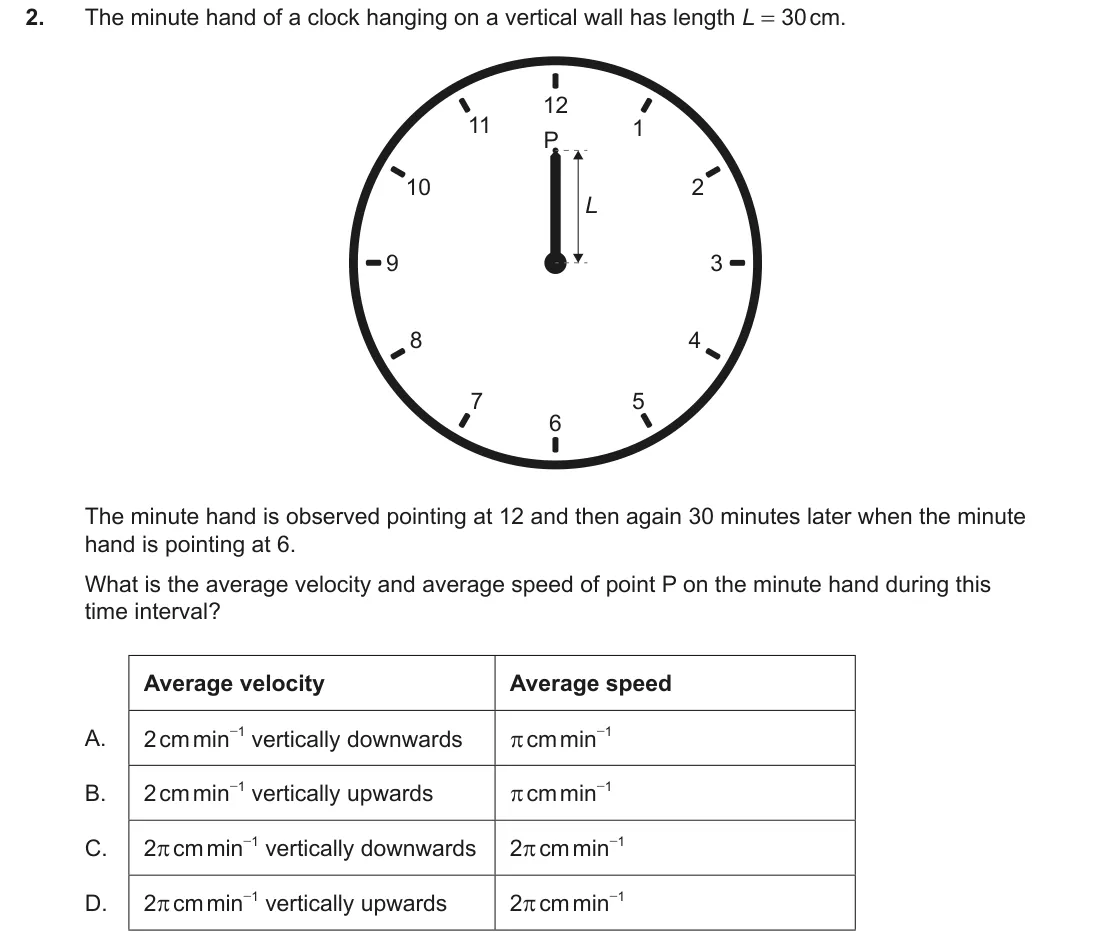 2. The minute hand of a clock hanging on a vertical wall has length L = 30 cm.
12
11
1
P
10
2
L
9
3
8
4
7
5
6
The minute hand is observed pointing at 12 and then again 30 minutes later when the minute
hand is pointing at 6.
What is the average velocity and average speed of point P on the minute hand during this
time interval?
Average velocity Average speed
A. 2 cm min⁻¹ vertically downwards π cm min⁻¹
B. 2 cm min⁻¹ vertically upwards π cm min⁻¹
C. 2π cm min⁻¹ vertically downwards 2π cm min⁻¹
D. 2π cm min⁻¹ vertically upwards 2π cm min⁻¹